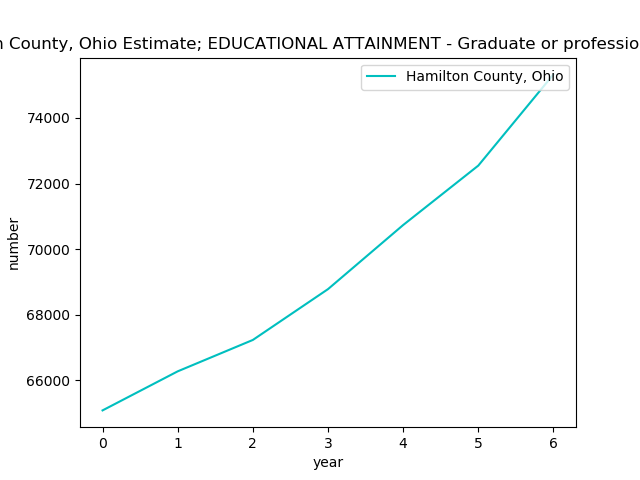 County, Ohio Estimate; EDUCATIONAL ATTAINMENT - Graduate or
Hamilton County, Ohio
74000
72000
70000
68000
66000
number
0 1 2 3 4 5 6
year